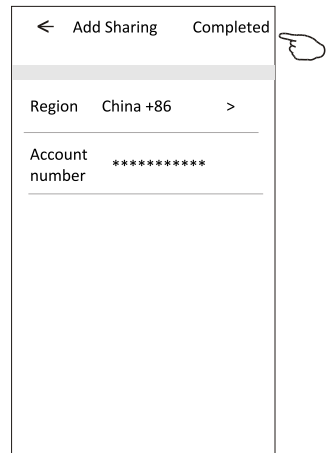 Add Sharing Completed
Region China +86 >
Account
number ***********